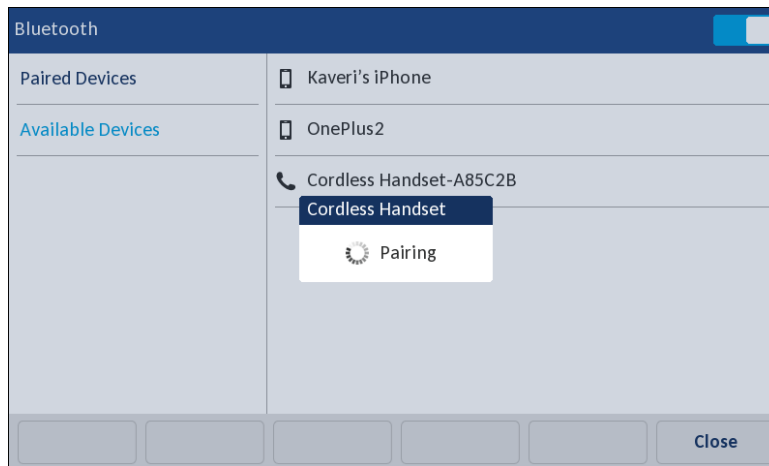 Bluetooth
Paired Devices
Available Devices
Kaveri’s iPhone
OnePlus2
Cordless Handset-A85C2B
Cordless Handset
Pairing
Close